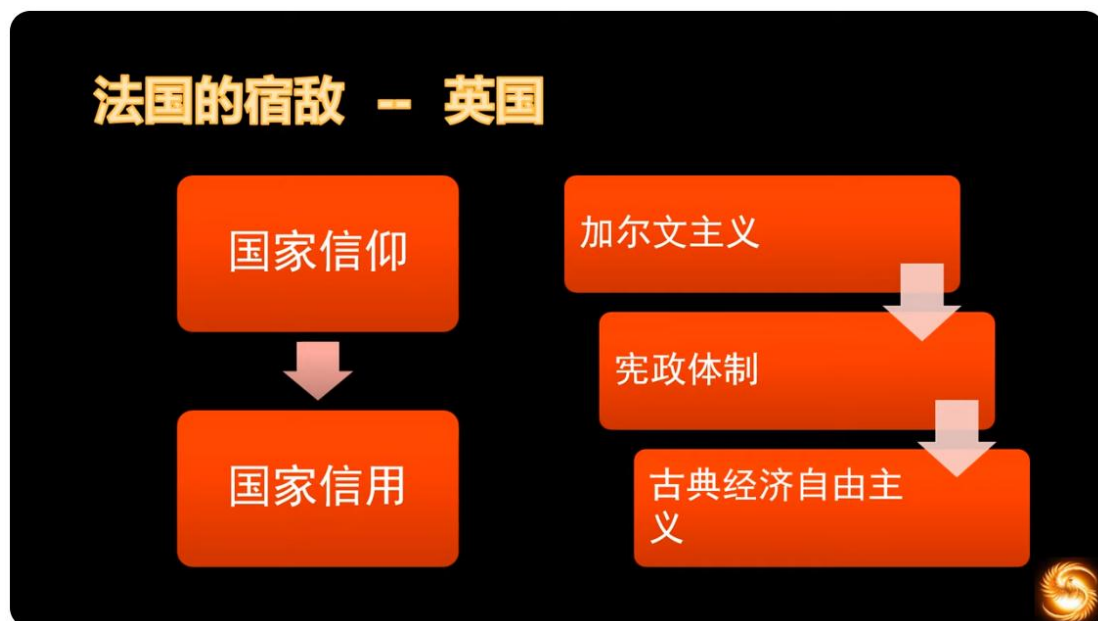 法国的宿敌 -- 英国
国家信仰
国家信用
加尔文主义
宪政体制
古典经济自由主
义